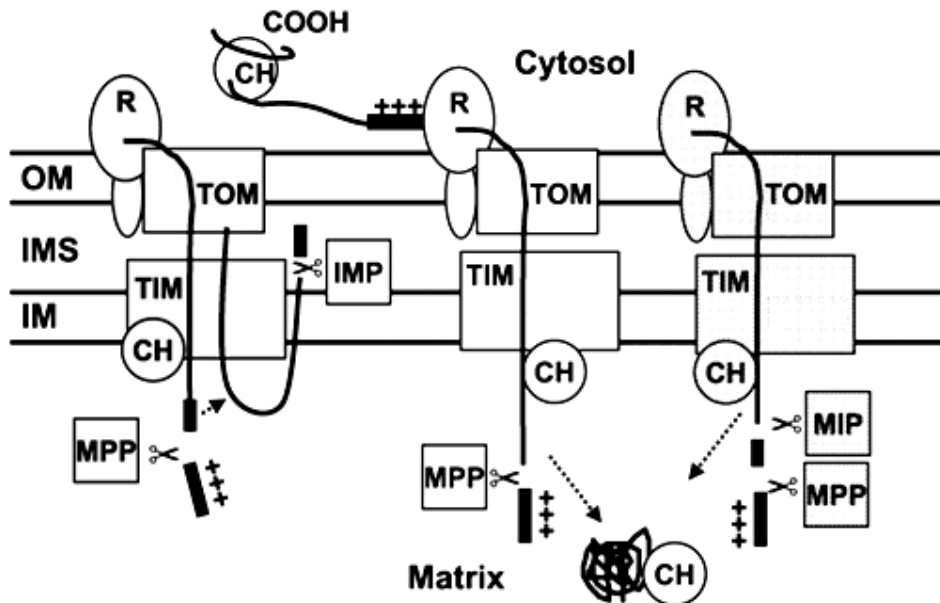 COOH
CH
Cytosol
+++
R
R
R
OM
TOM
TOM
TOM
IMS
IMP
TIM
TIM
TIM
IM
CH
CH
CH
MPP
+++
MPP
+++
MIP
MPP
+++
Matrix
CH